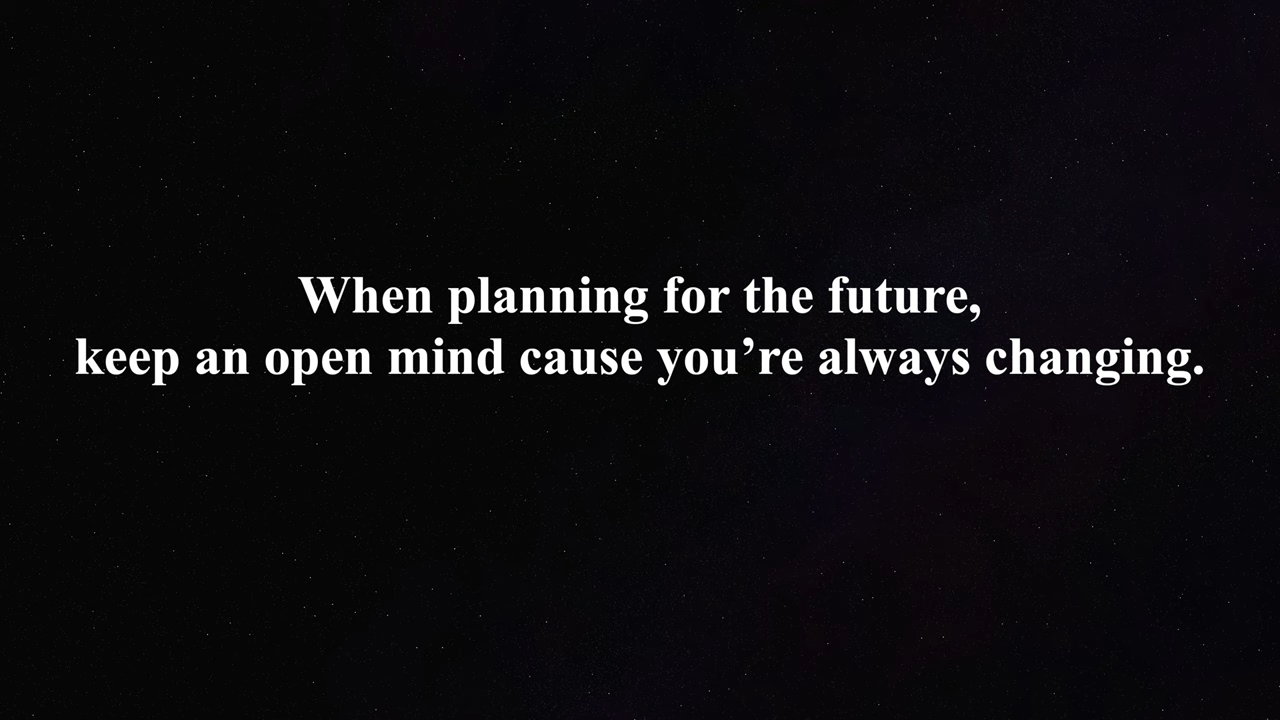 When planning for the future,
keep an open mind cause you’re always changing.